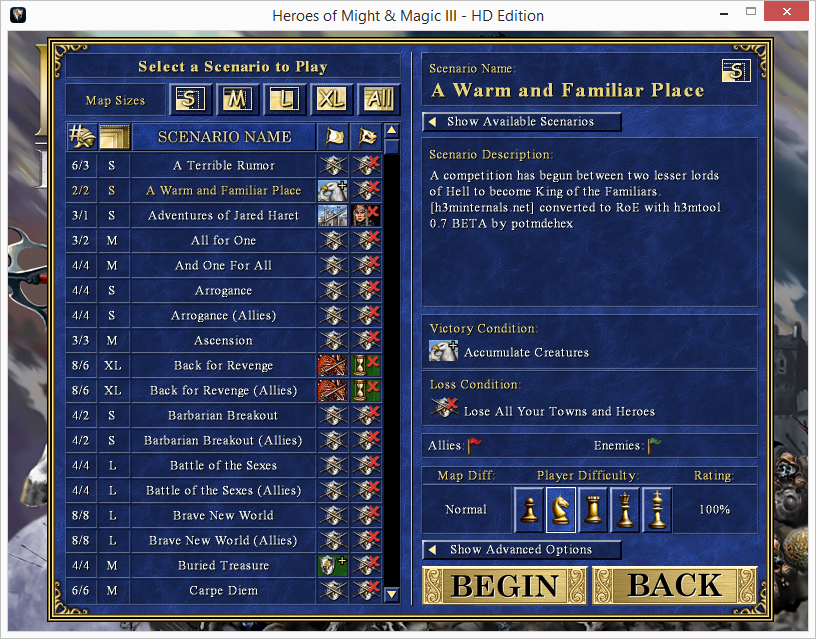 Heroes of Might & Magic III - HD Edition
Select a Scenario to Play
Map Sizes S M L XL All
# SCENARIO NAME
6/3 S A Terrible Rumor
2/2 S A Warm and Familiar Place
3/1 S Adventures of Jared Haret
3/2 M All for One
4/4 M And One For All
4/4 S Arrogance
4/4 S Arrogance (Allies)
3/3 M Ascension
8/6 XL Back for Revenge
8/6 XL Back for Revenge (Allies)
4/2 S Barbarian Breakout
4/2 S Barbarian Breakout (Allies)
4/4 L Battle of the Sexes
4/4 L Battle of the Sexes (Allies)
8/8 L Brave New World
8/8 L Brave New World (Allies)
4/4 M Buried Treasure
6/6 M Carpe Diem
Scenario Name:
S
A Warm and Familiar Place
Show Available Scenarios
Scenario Description:
A competition has begun between two lesser lords
of Hell to become King of the Familiars.
[h3minternals.net] converted to RoE with h3mtool
0.7 BETA by potmdehex
Victory Condition:
Accumulate Creatures
Loss Condition:
Lose All Your Towns and Heroes
Allies: Enemies:
Map Diff: Player Difficulty: Rating:
Normal 100%
Show Advanced Options
BEGIN BACK